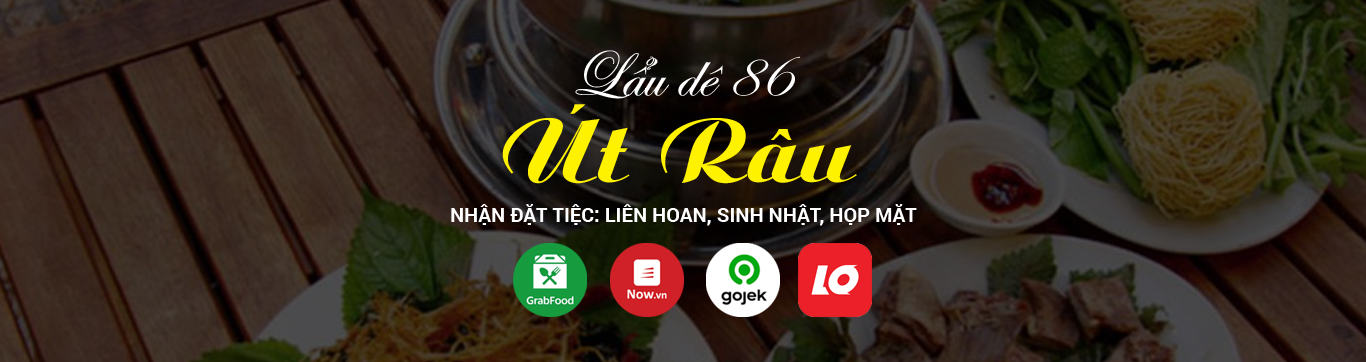 Lẩu dê 86
Út Râu
NHẬN ĐẶT TIỆC: LIÊN HOAN, SINH NHẬT, HỌP MẶT
GrabFood
Now.vn
gojek
LO